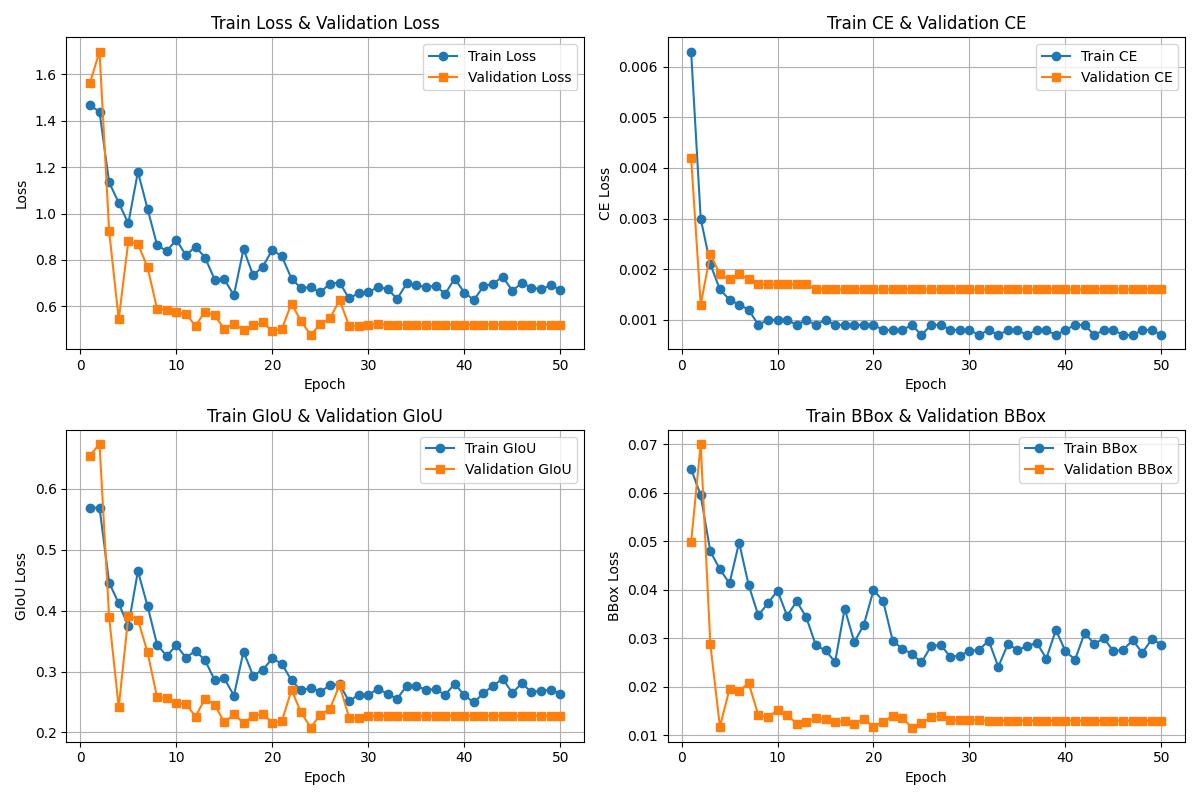 Train Loss & Validation Loss
Train Loss
Validation Loss
1.6
1.4
1.2
1.0
0.8
0.6
Loss
0 10 20 30 40 50
Epoch
Train CE & Validation CE
Train CE
Validation CE
0.006
0.005
0.004
0.003
0.002
0.001
CE Loss
0 10 20 30 40 50
Epoch
Train GIoU & Validation GIoU
Train GIoU
Validation GIoU
0.6
0.5
0.4
0.3
0.2
GIoU Loss
0 10 20 30 40 50
Epoch
Train BBox & Validation BBox
Train BBox
Validation BBox
0.07
0.06
0.05
0.04
0.03
0.02
0.01
BBox Loss
0 10 20 30 40 50
Epoch